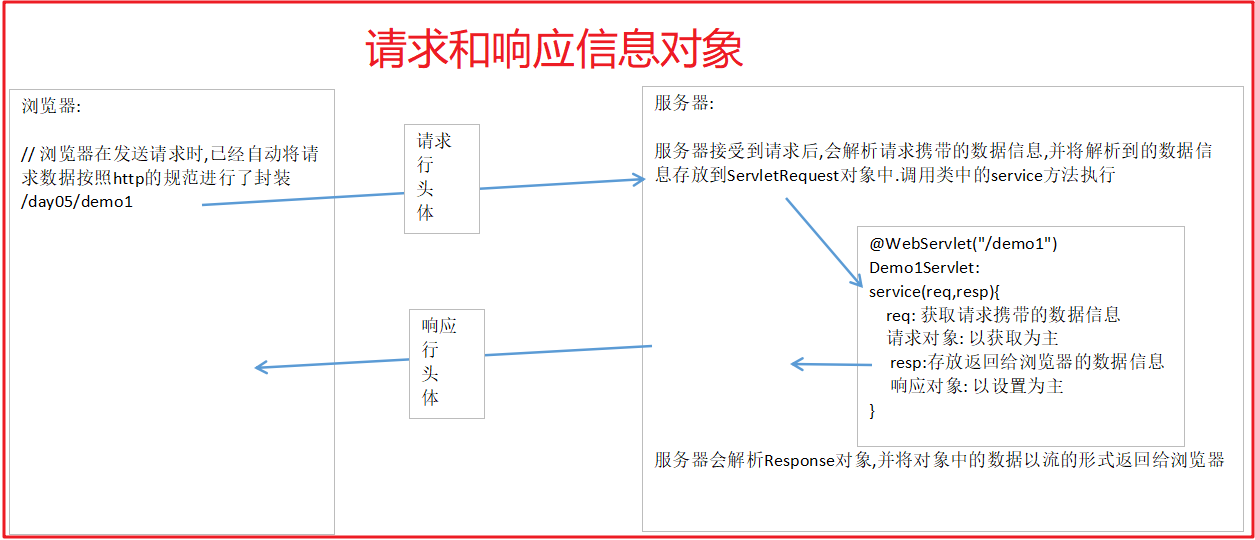 请求和响应信息对象
浏览器:
// 浏览器在发送请求时,已经自动将请
求数据按照http的规范进行了封装
/day05/demo1
请求
行
头
体
响应
行
头
体
服务器:
服务器接受到请求后,会解析请求携带的数据信息,并将解析到的数据信
息存放到ServletRequest对象中.调用类中的service方法执行
@WebServlet("/demo1")
Demo1Servlet:
service(req,resp){
req: 获取请求携带的数据信息
请求对象: 以获取为主
resp:存放返回给浏览器的数据信息
响应对象: 以设置为主
}
服务器会解析Response对象,并将对象中的数据以流的形式返回给浏览器